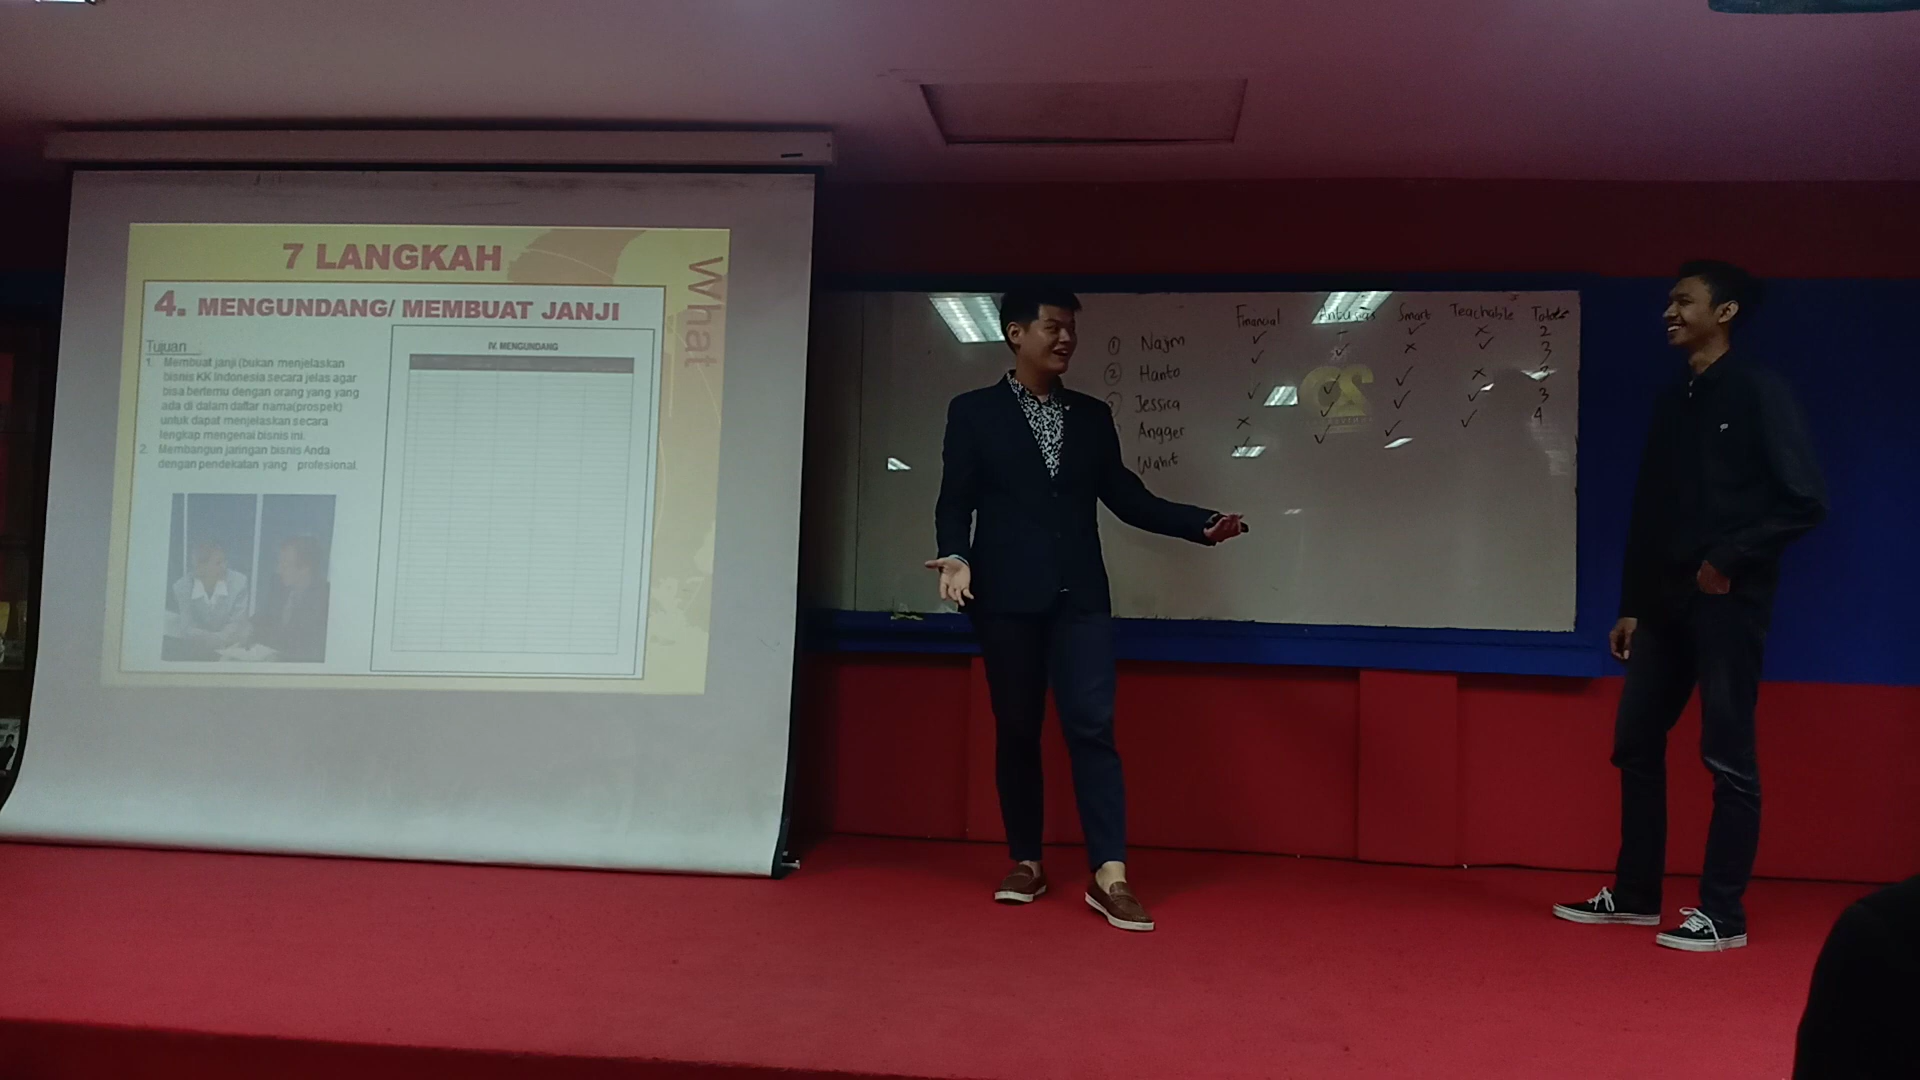 7 LANGKAH
What
4. MENGUNDANG/ MEMBUAT JANJI
Tujuan :
1. Membuat janji (bukan menjelaskan
bisnis KK Indonesia secara jelas agar
bisa bertemu dengan orang yang yang
ada di dalam daftar nama(prospek)
untuk dapat menjelaskan secara
lengkap mengenai bisnis ini.
2. Membangun jaringan bisnis Anda
dengan pendekatan yang profesional.
IV. MENGUNDANG
Financial Antusias Smart Teachable Total
① Najm ✓ - ✓ × 2
② Hanto ✓ ✓ × ✓ 3
Jessica ✓ ✓ ✓ ×
Angger × ✓ ✓ ✓ 3
Wahit ✓ ✓ ✓ ✓ 4